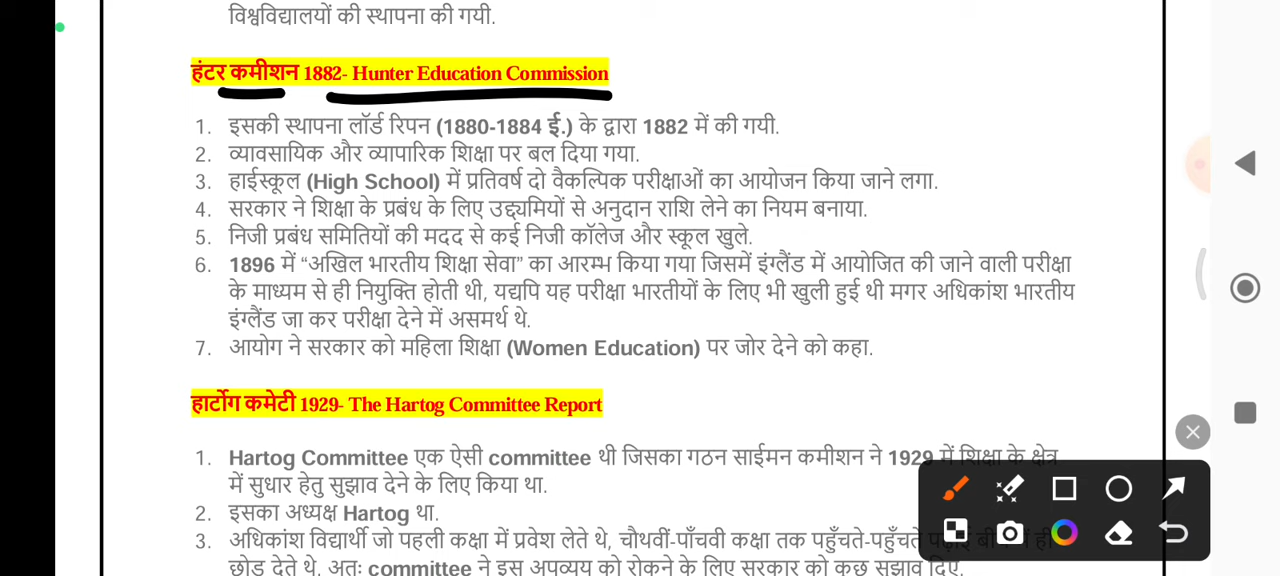 विश्वविद्यालयों की स्थापना की गयी.
हंटर कमीशन 1882- Hunter Education Commission
1. इसकी स्थापना लॉर्ड रिपन (1880-1884 ई.) के द्वारा 1882 में की गयी.
2. व्यावसायिक और व्यापारिक शिक्षा पर बल दिया गया.
3. हाईस्कूल (High School) में प्रतिवर्ष दो वैकल्पिक परीक्षाओं का आयोजन किया जाने लगा.
4. सरकार ने शिक्षा के प्रबंध के लिए उद्द्यमियों से अनुदान राशि लेने का नियम बनाया.
5. निजी प्रबंध समितियों की मदद से कई निजी कॉलेज और स्कूल खुले.
6. 1896 में “अखिल भारतीय शिक्षा सेवा” का आरम्भ किया गया जिसमें इंग्लैंड में आयोजित की जाने वाली परीक्षा
के माध्यम से ही नियुक्ति होती थी, यद्यपि यह परीक्षा भारतीयों के लिए भी खुली हुई थी मगर अधिकांश भारतीय
इंग्लैंड जा कर परीक्षा देने में असमर्थ थे.
7. आयोग ने सरकार को महिला शिक्षा (Women Education) पर जोर देने को कहा.
हार्टोग कमेटी 1929- The Hartog Committee Report
1. Hartog Committee एक ऐसी committee थी जिसका गठन साईमन कमीशन ने 1929 में शिक्षा के क्षेत्र
में सुधार हेतु सुझाव देने के लिए किया था.
2. इसका अध्यक्ष Hartog था.
3. अधिकांश विद्यार्थी जो पहली कक्षा में प्रवेश लेते थे, चौथवीं-पाँचवी कक्षा तक पहुँचते-पहुँचते पढ़ाई ही
छोड़ देते थे. अतः committee ने इस अपव्यय को रोकने के लिए सरकार को कुछ सुझाव दिए.